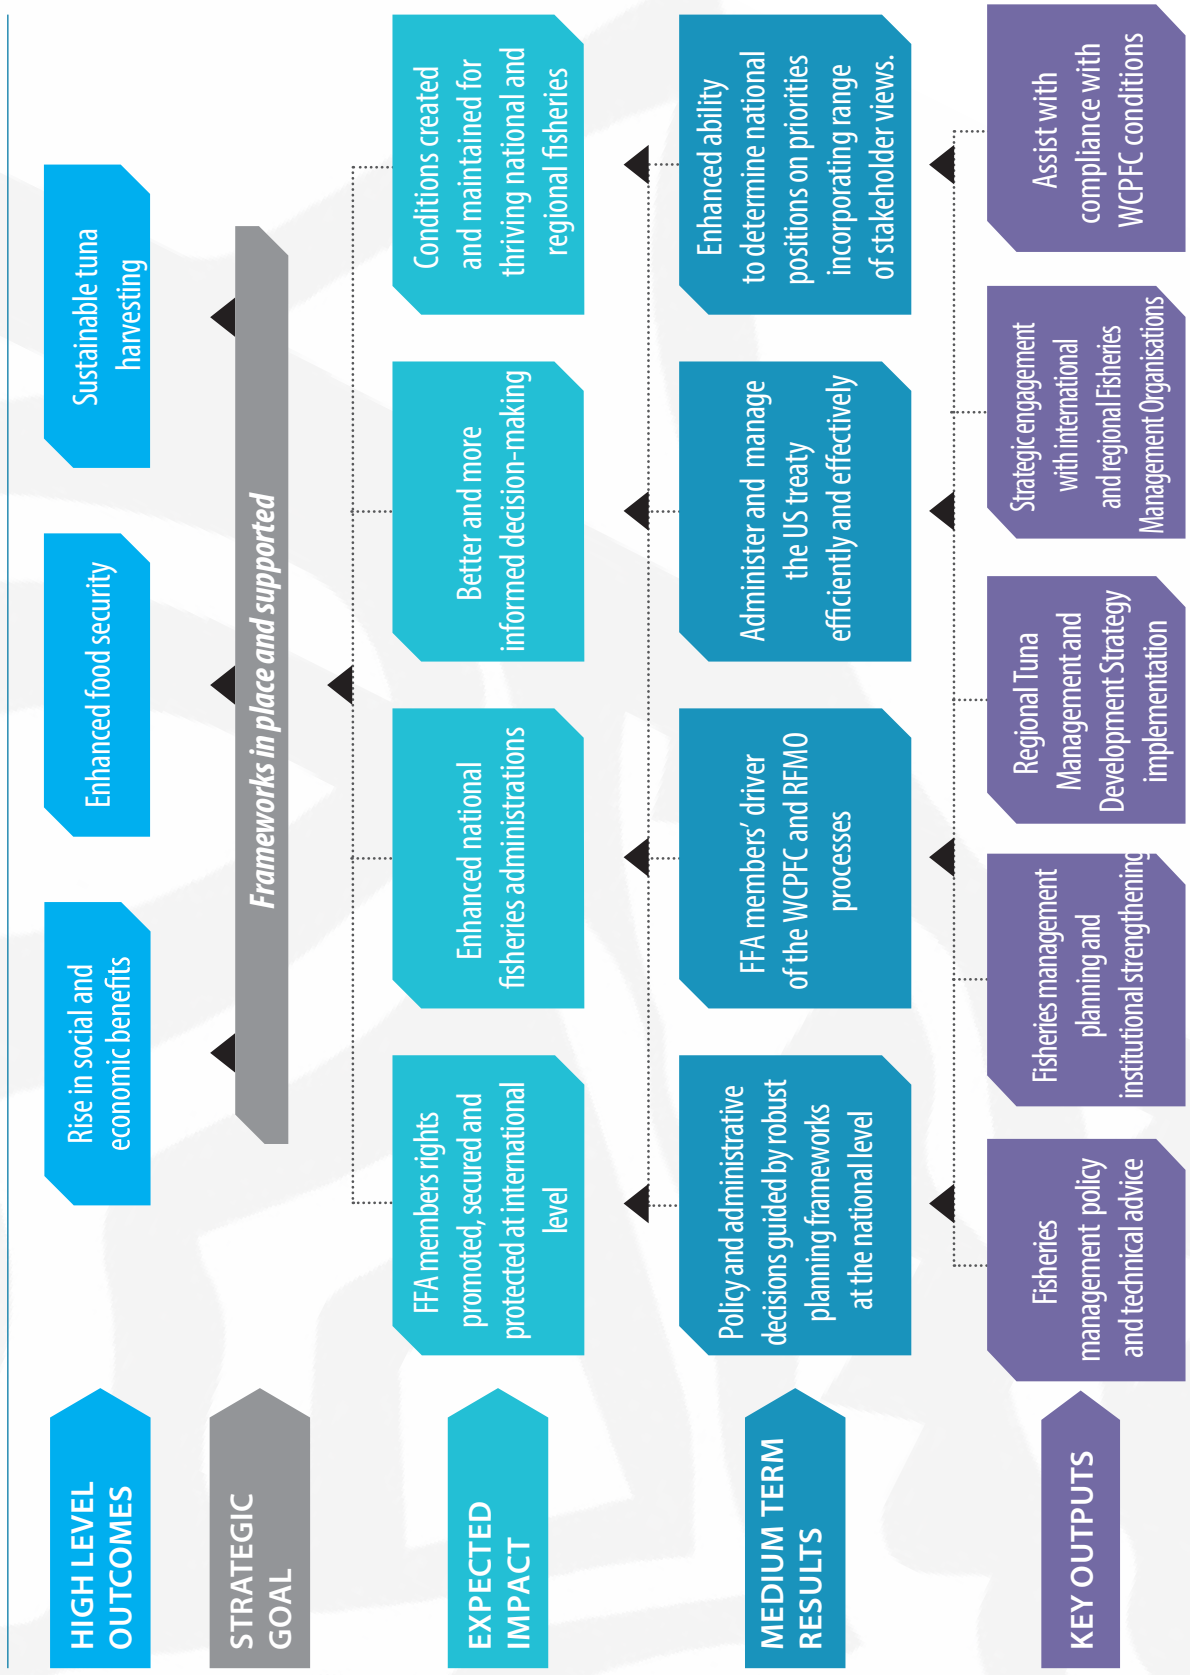 HIGH LEVEL
OUTCOMES
Rise in social and
economic benefits
Enhanced food security
Sustainable tuna
harvesting
STRATEGIC
GOAL
Frameworks in place and supported
EXPECTED
IMPACT
FFA members rights
promoted, secured and
protected at international
level
Enhanced national
fisheries administrations
Better and more
informed decision-making
Conditions created
and maintained for
thriving national and
regional fisheries
MEDIUM TERM
RESULTS
Policy and administrative
decisions guided by robust
planning frameworks
at the national level
FFA members’ driver
of the WCPFC and RFMO
processes
Administer and manage
the US treaty
efficiently and effectively
Enhanced ability
to determine national
positions on priorities
incorporating range
of stakeholder views.
KEY OUTPUTS
Fisheries
management policy
and technical advice
Fisheries management
planning and
institutional strengthening
Regional Tuna
Management and
Development Strategy
implementation
Strategic engagement
with international
and regional Fisheries
Management Organisations
Assist with
compliance with
WCPFC conditions